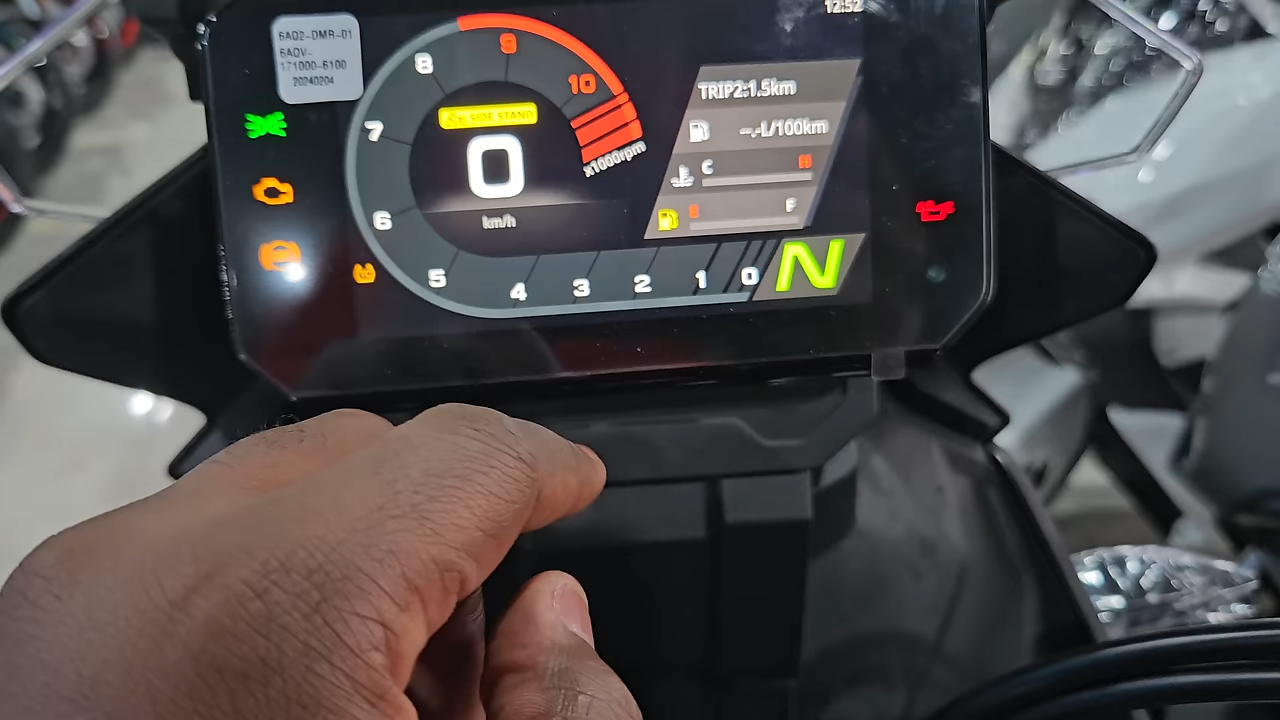 12:52
6AQ2-DMR-01
6ADV-
171000-6100
20240204
8
9
10
7
SIDE STAND
0
x1000rpm
km/h
6
5
4
3
2
1
0
N
TRIP2:1.5km
--.-L/100km
C
H
E
F